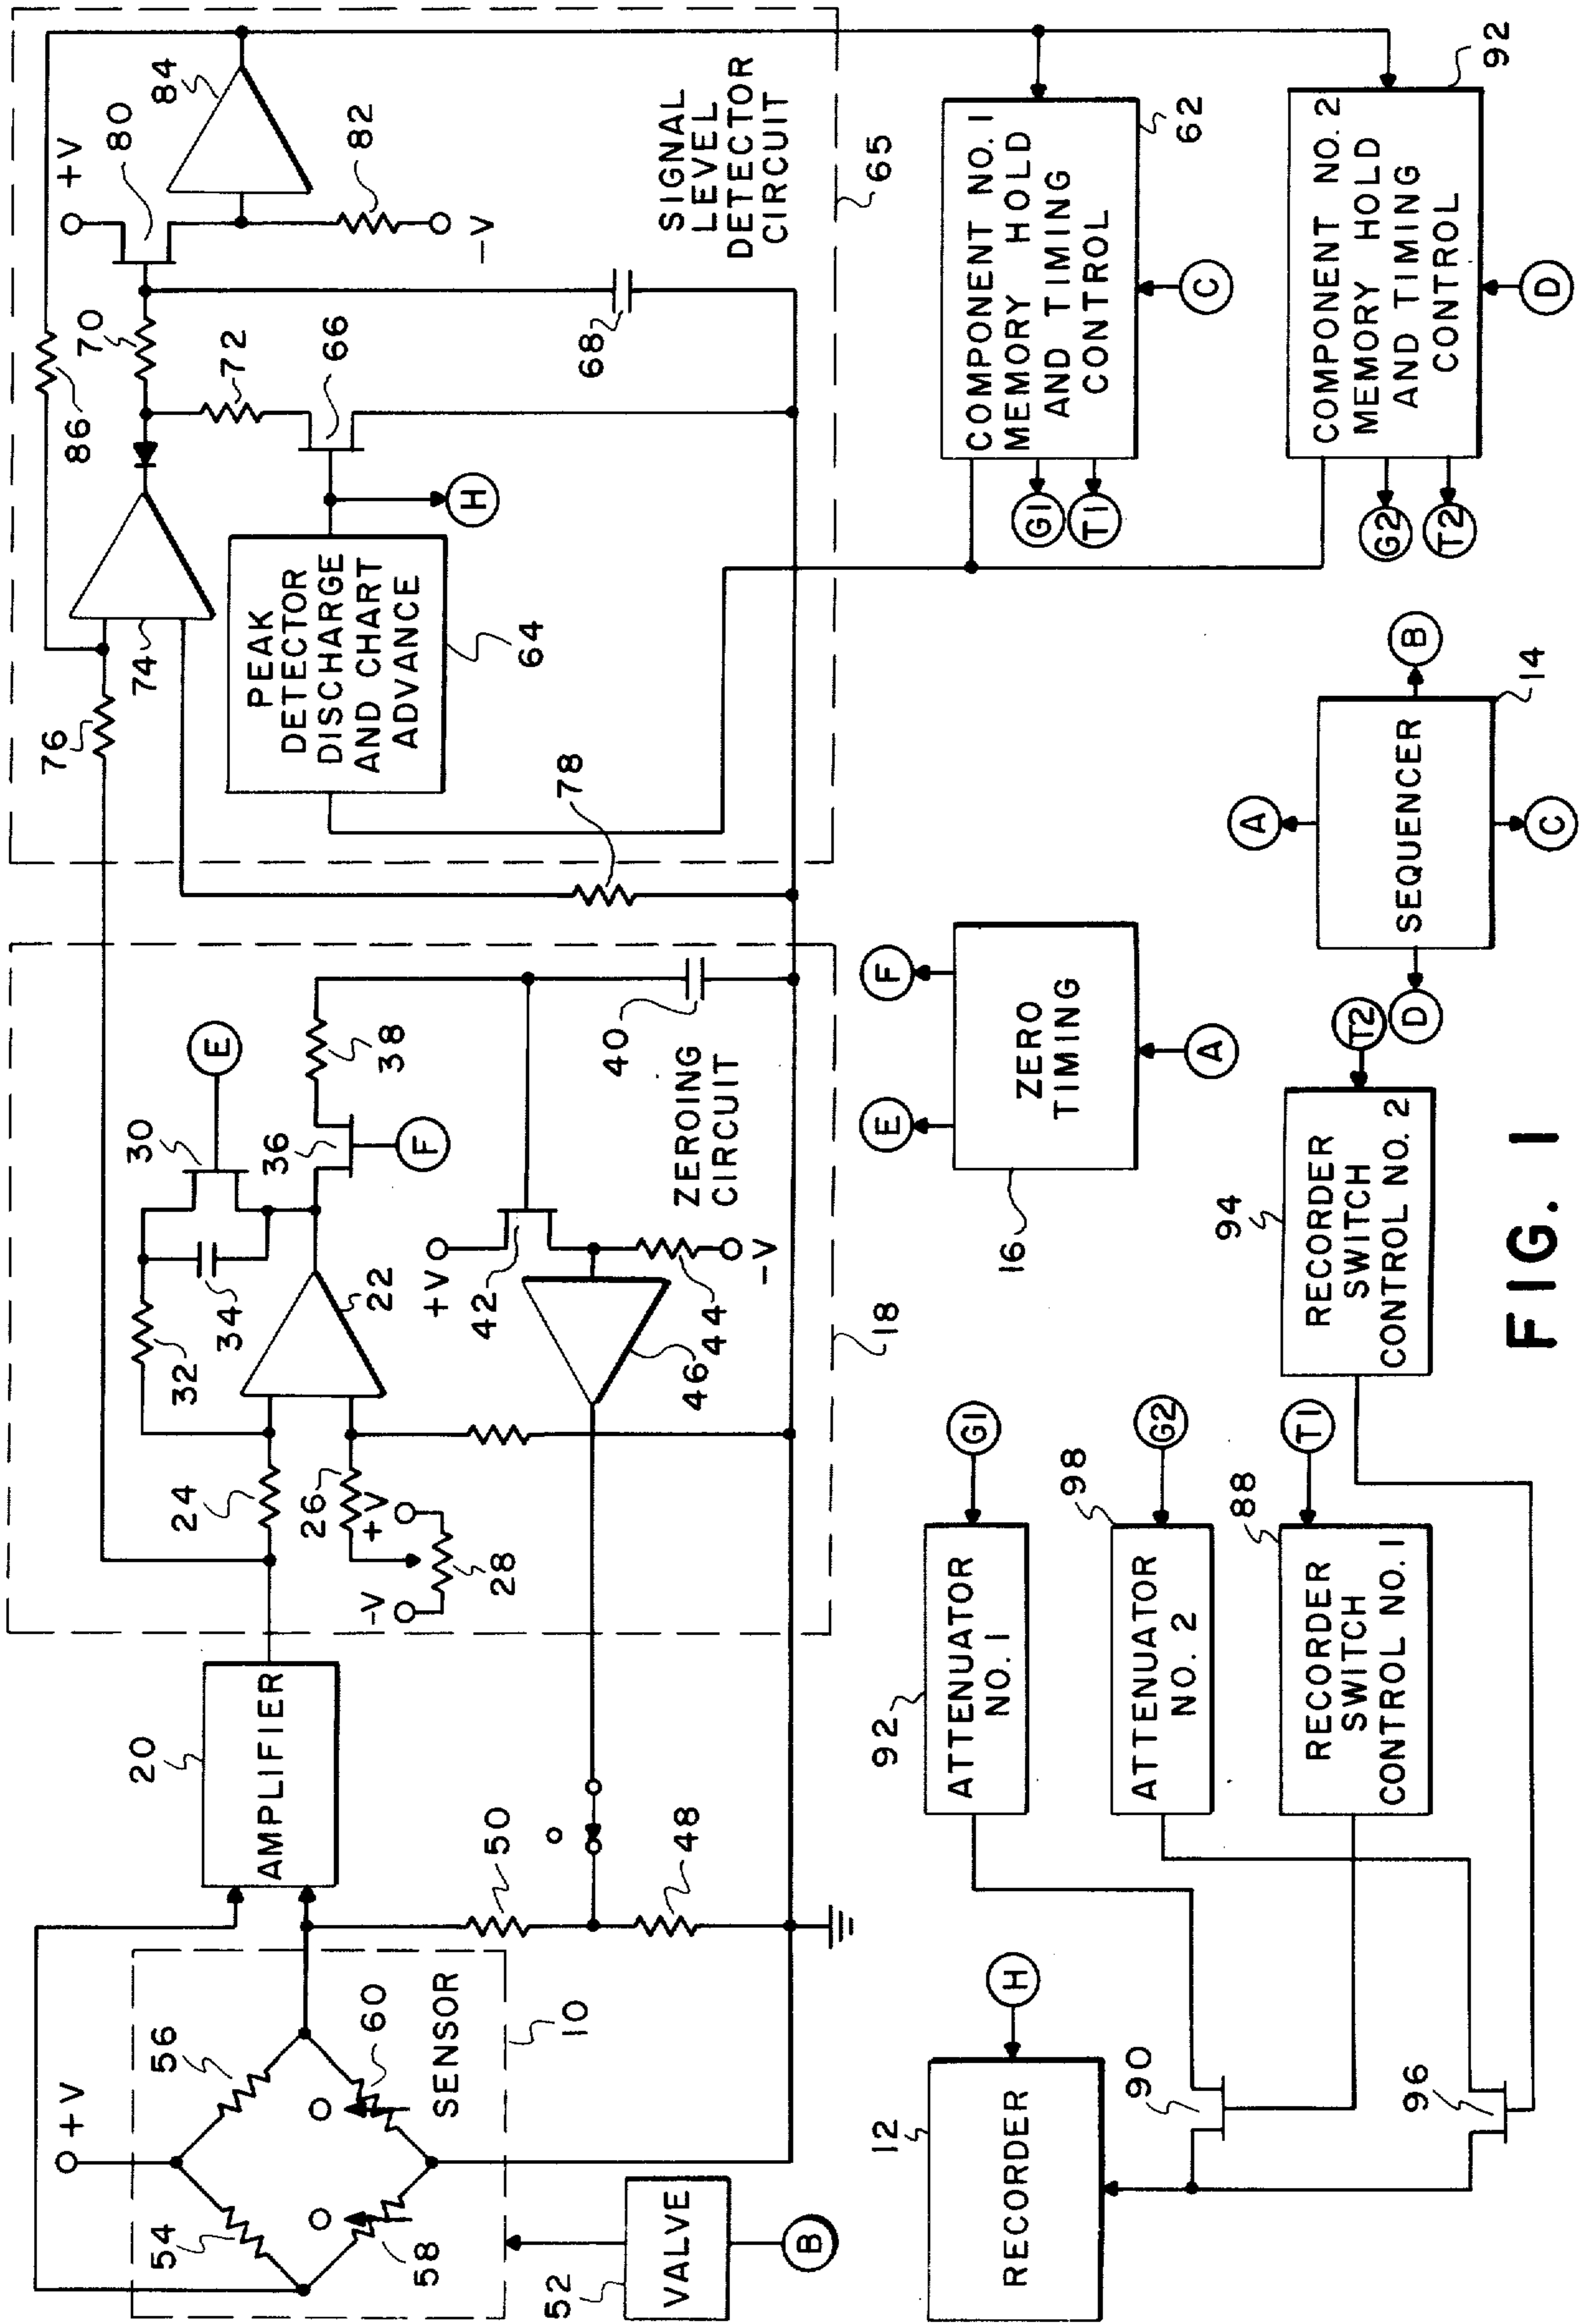 +V
54
56
58
60
SENSOR
10
52
VALVE
B
20
AMPLIFIER
50
48
24
26
+V
-V
28
32
34
22
30
E
36
F
38
40
ZEROING
CIRCUIT
+V
42
44
-V
46
18
76
74
86
70
72
66
80
+V
84
82
-V
68
78
PEAK
DETECTOR
DISCHARGE
AND CHART
ADVANCE
64
H
SIGNAL
LEVEL
DETECTOR
CIRCUIT
65
12
RECORDER
H
90
96
92
ATTENUATOR
NO. 1
G1
98
ATTENUATOR
NO. 2
G2
88
RECORDER
SWITCH
CONTROL NO. 1
T1
94
RECORDER
SWITCH
CONTROL NO. 2
T2
16
ZERO
TIMING
E
F
A
SEQUENCER
14
A
B
C
D
COMPONENT NO. 1
MEMORY HOLD
AND TIMING
CONTROL
62
G1
T1
C
COMPONENT NO. 2
MEMORY HOLD
AND TIMING
CONTROL
92
G2
T2
D
FIG. 1